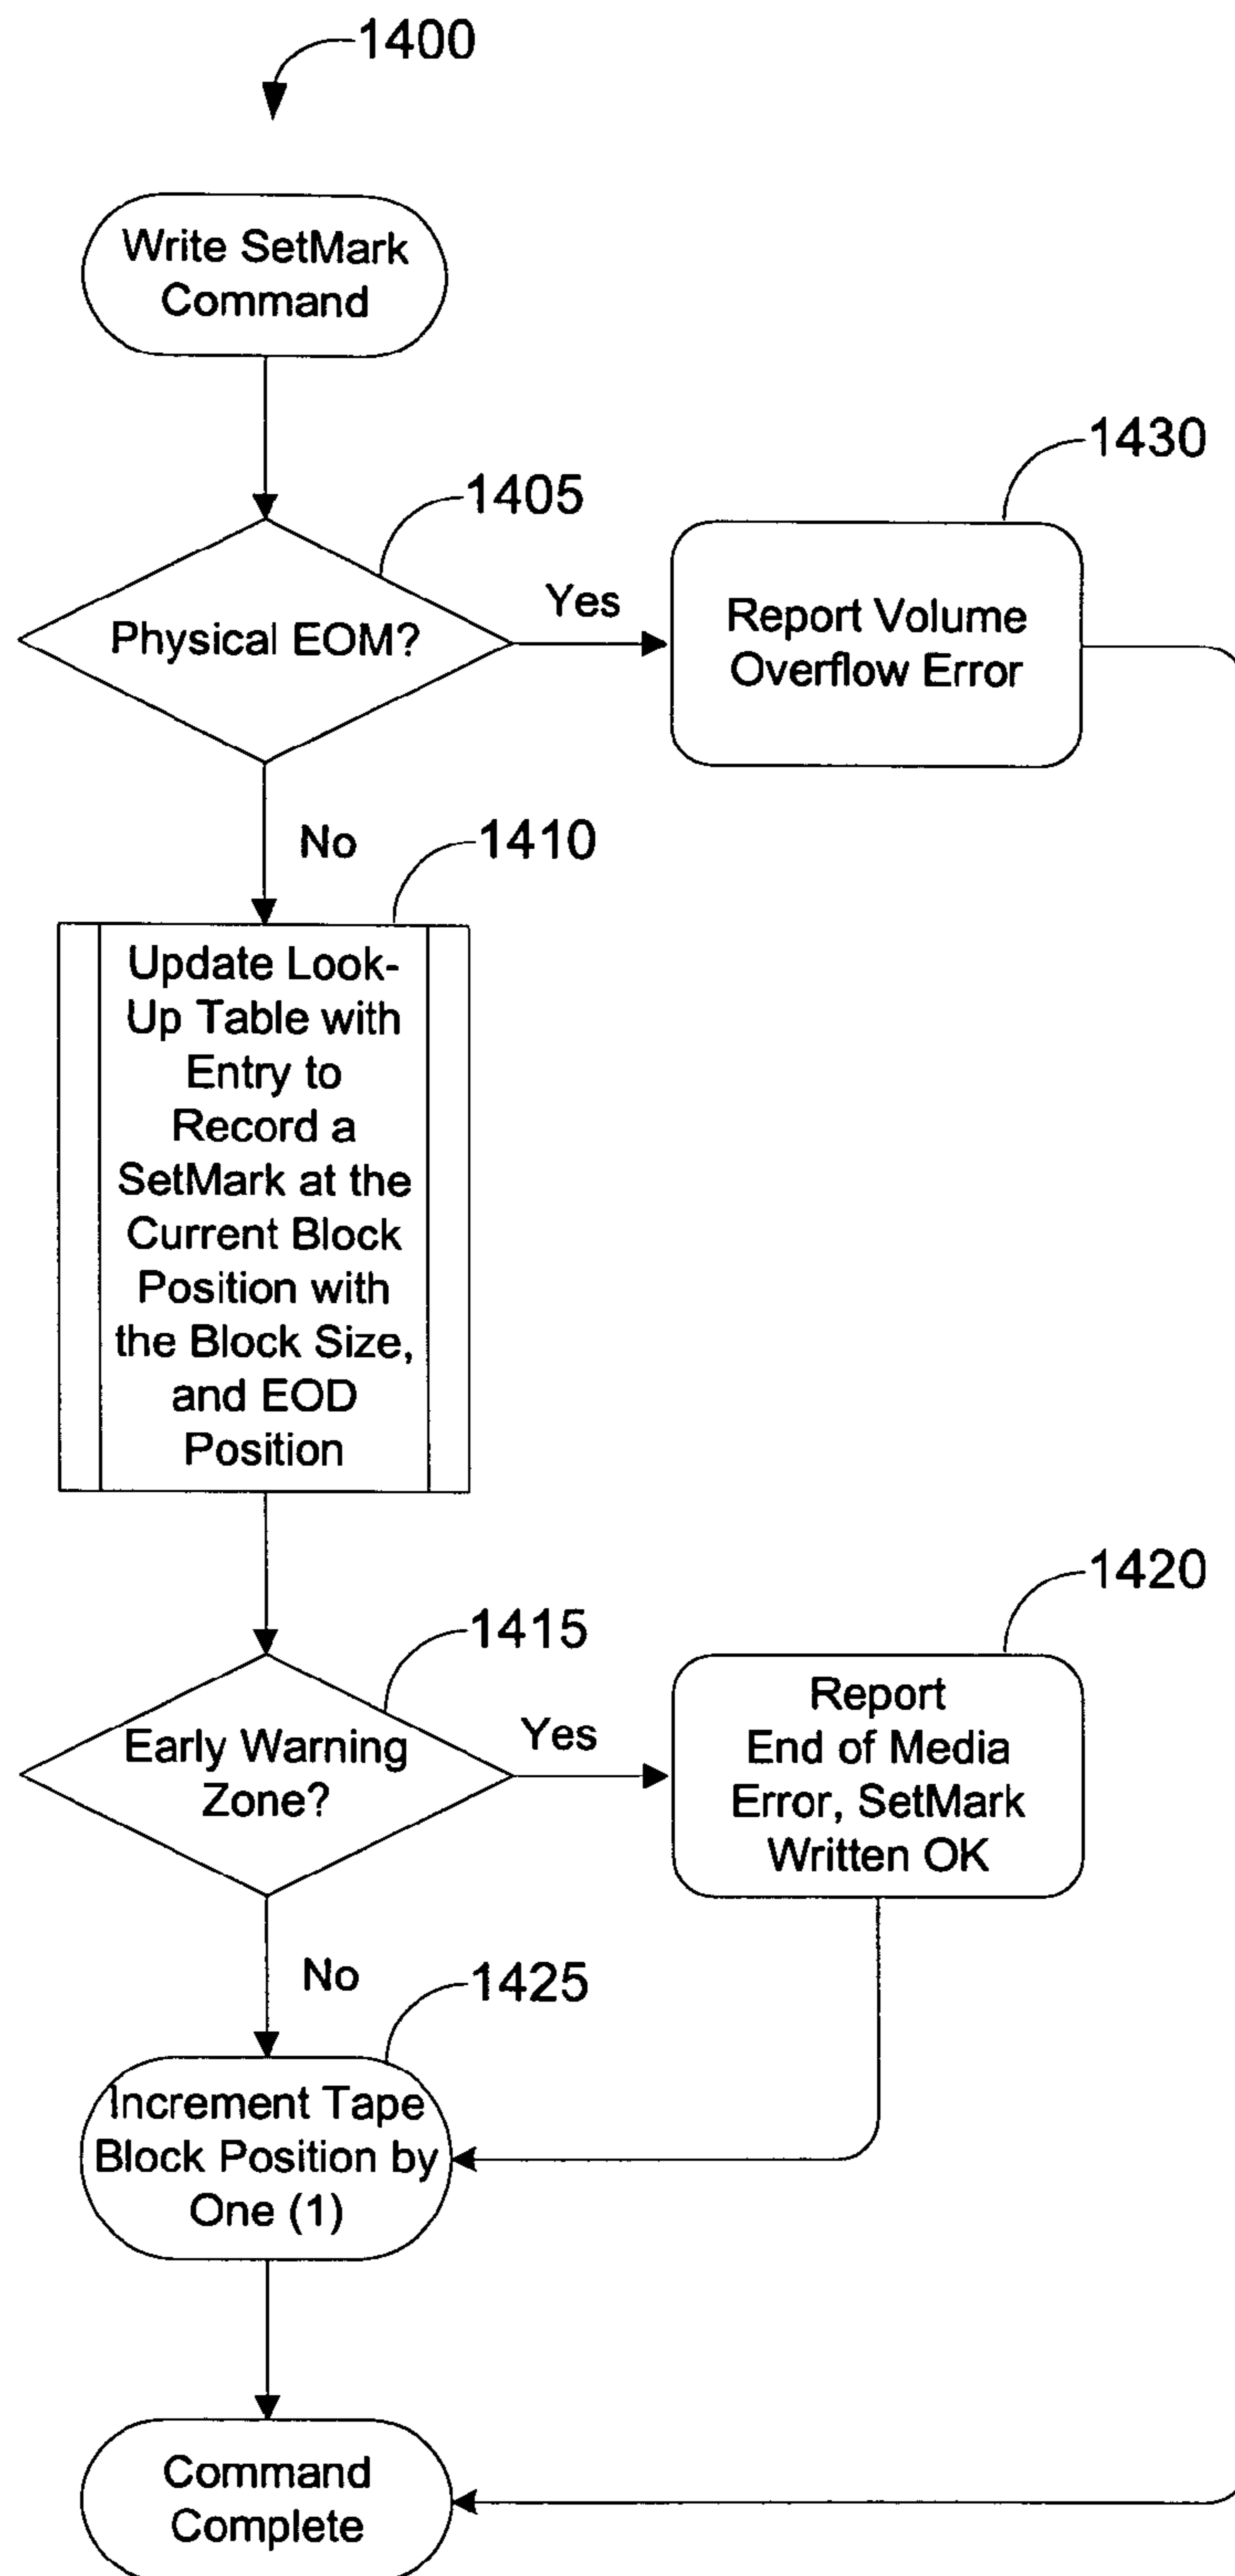 1400
Write SetMark
Command
1405
Physical EOM?
Yes
1430
Report Volume
Overflow Error
No
1410
Update Look-
Up Table with
Entry to
Record a
SetMark at the
Current Block
Position with
the Block Size,
and EOD
Position
1415
Early Warning
Zone?
Yes
1420
Report
End of Media
Error, SetMark
Written OK
No
1425
Increment Tape
Block Position by
One (1)
Command
Complete